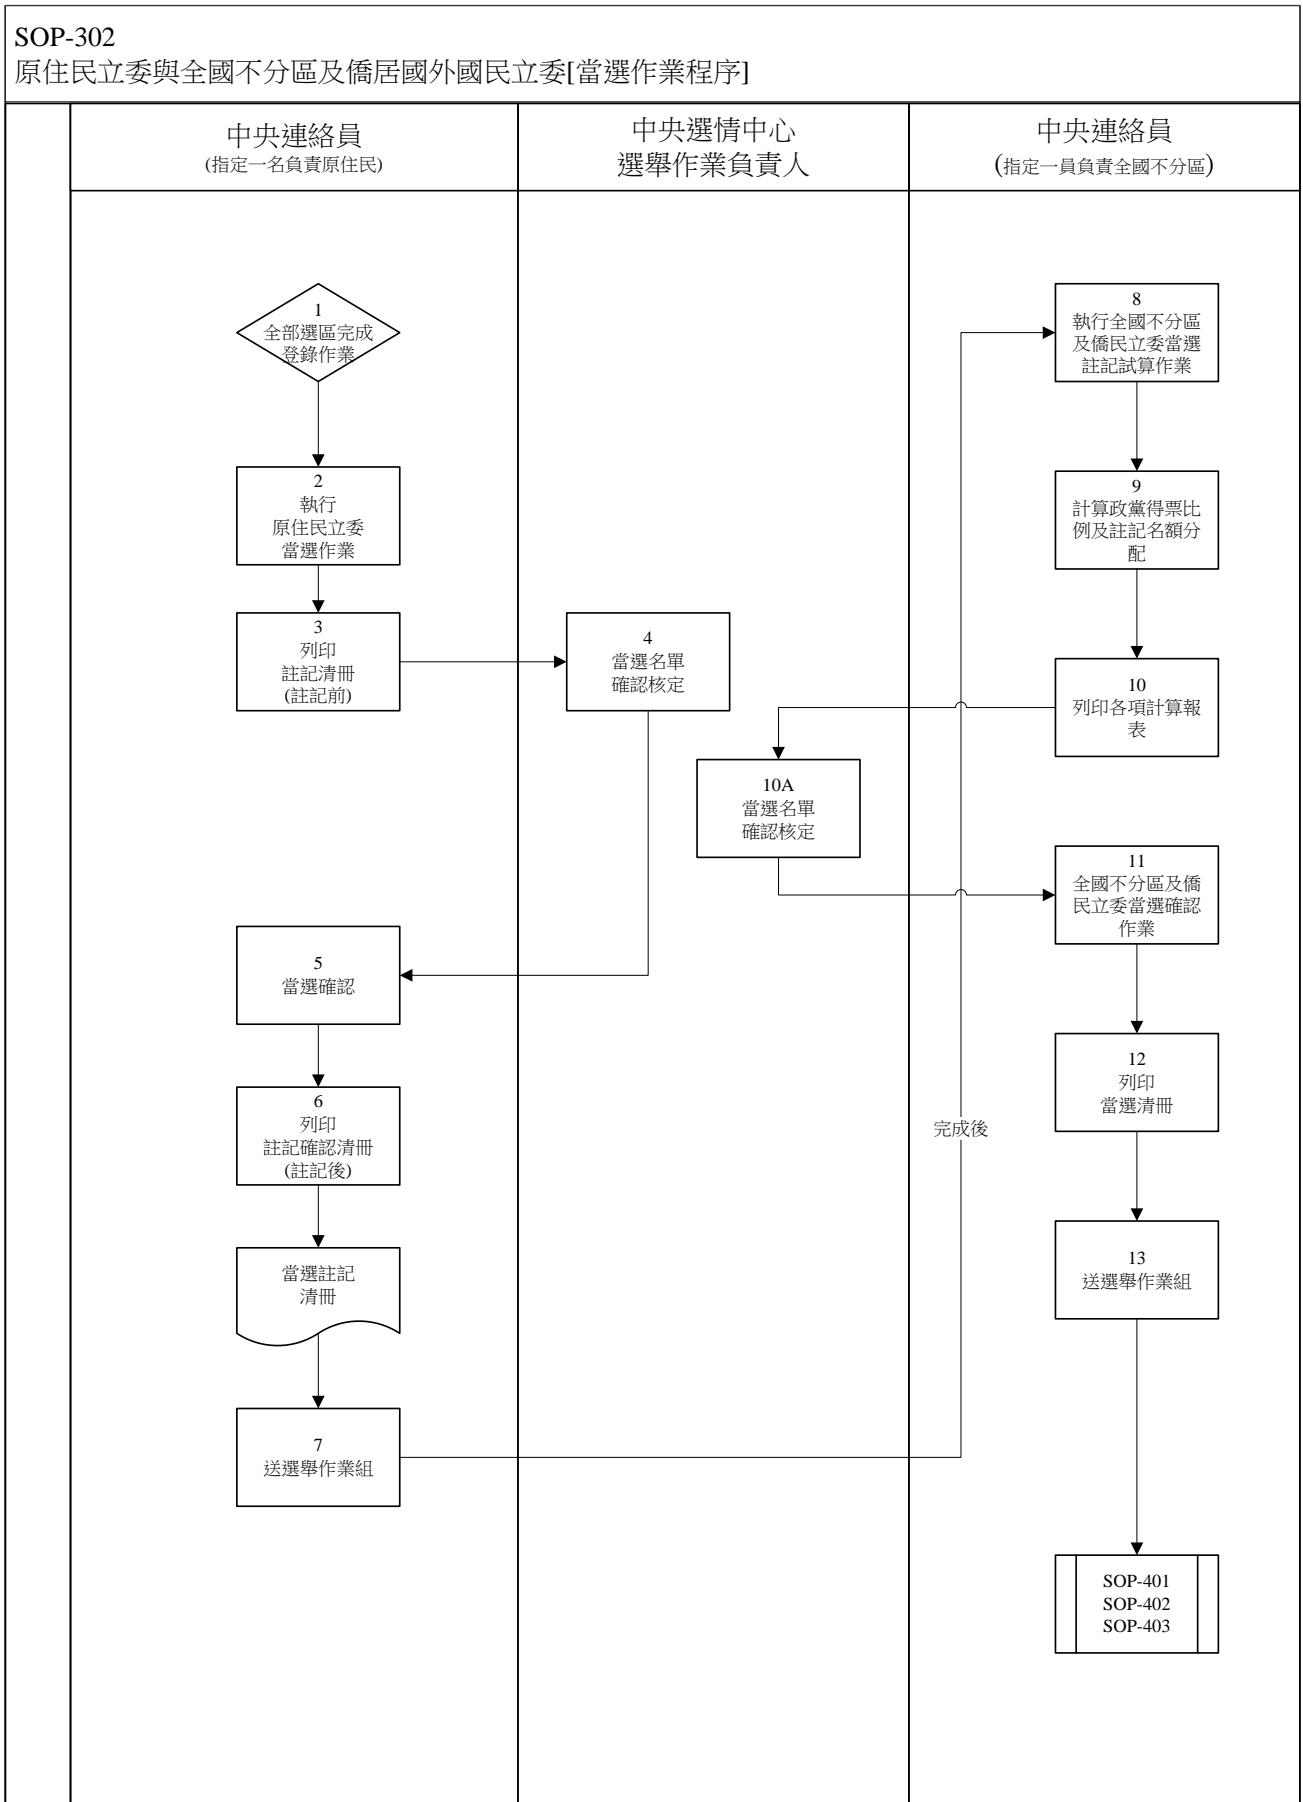 SOP-302
原住民立委與全國不分區及僑居國外國民立委[當選作業程序]
中央連絡員
(指定一名負責原住民)
中央選情中心
選舉作業負責人
中央連絡員
(指定一員負責全國不分區)
1
全部選區完成
登錄作業
2
執行
原住民立委
當選作業
3
列印
註記清冊
(註記前)
4
當選名單
確認核定
5
當選確認
6
列印
註記確認清冊
(註記後)
當選註記
清冊
7
送選舉作業組
完成後
8
執行全國不分區
及僑民立委當選
註記試算作業
9
計算政黨得票比
例及註記名額分
配
10
列印各項計算報
表
10A
當選名單
確認核定
11
全國不分區及僑
民立委當選確認
作業
12
列印
當選清冊
13
送選舉作業組
SOP-401
SOP-402
SOP-403